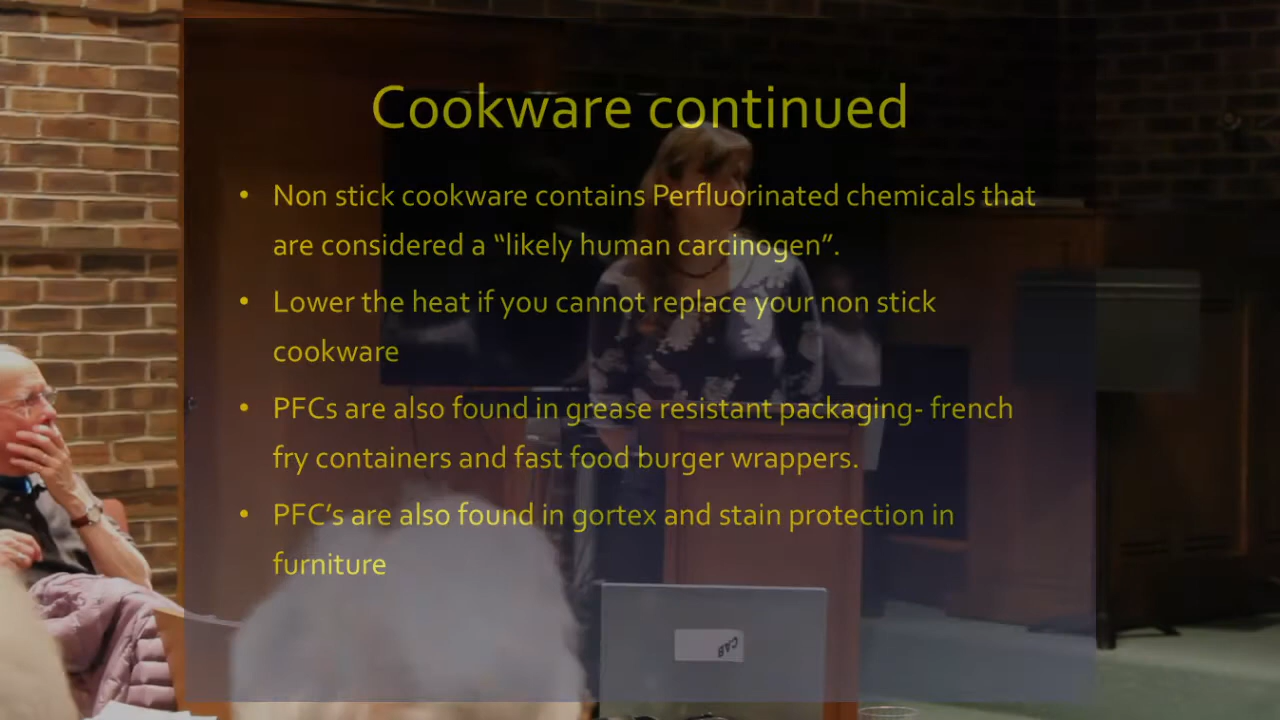 Cookware continued
• Non stick cookware contains Perfluorinated chemicals that
are considered a “likely human carcinogen”.
• Lower the heat if you cannot replace your non stick
cookware
• PFCs are also found in grease resistant packaging- french
fry containers and fast food burger wrappers.
• PFC’s are also found in gortex and stain protection in
furniture
CAB